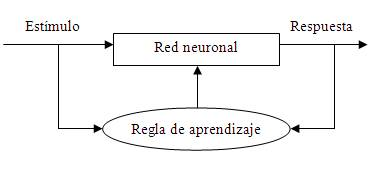 Estímulo
Respuesta
Red neuronal
Regla de aprendizaje